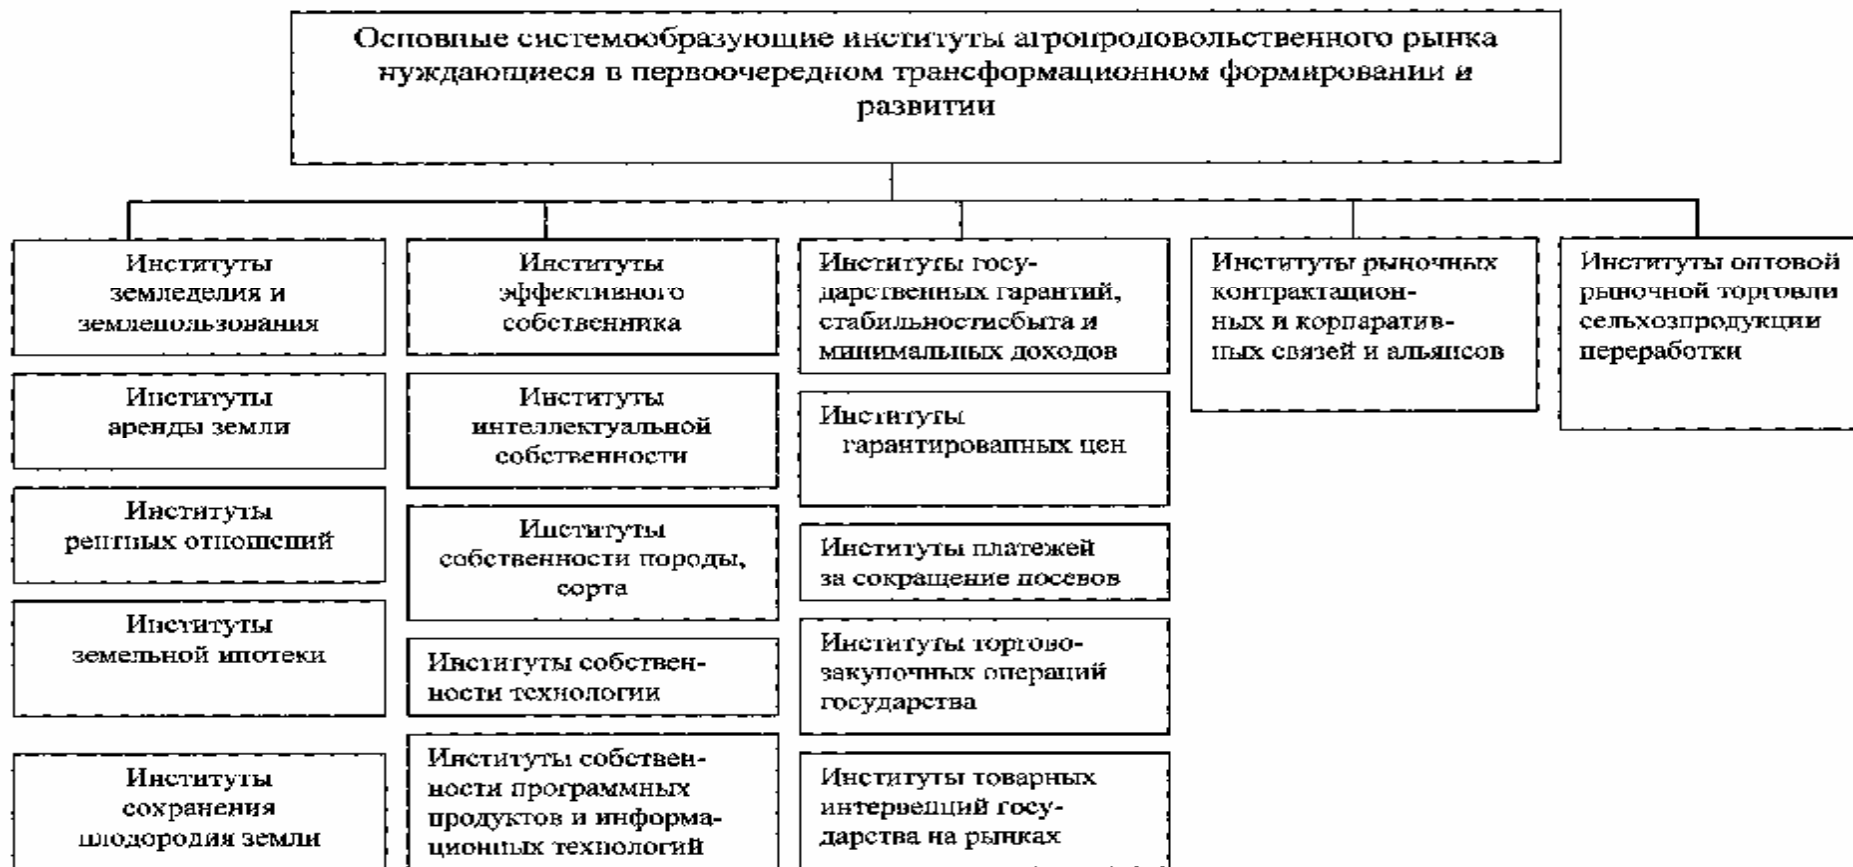 Основные системообразующие институты агропродовольственного рынка
нуждающиеся в первоочередном трансформационном формировании и
развитии
Институты
земледелия и
землепользования
Институты
аренды земли
Институты
рентных отношений
Институты
земельной ипотеки
Институты
сохранения
плодородия земли
Институты
эффективного
собственника
Институты
интеллектуальной
собственности
Институты
собственности породы,
сорта
Институты собствен-
ности технологии
Институты собствен-
ности программных
продуктов и информа-
ционных технологий
Институты госу-
дарственных гарантий,
стабильностисбыта и
минимальных доходов
Институты
гарантированных цен
Институты платежей
за сокращение посевов
Институты торгово-
закупочных операций
государства
Институты товарных
интервенций госу-
дарства на рынках
Институты рыночных
контрактацион-
ных и корпаратив-
ных связей и альянсов
Институты оптовой
рыночной торговли
сельхозпродукции
переработки